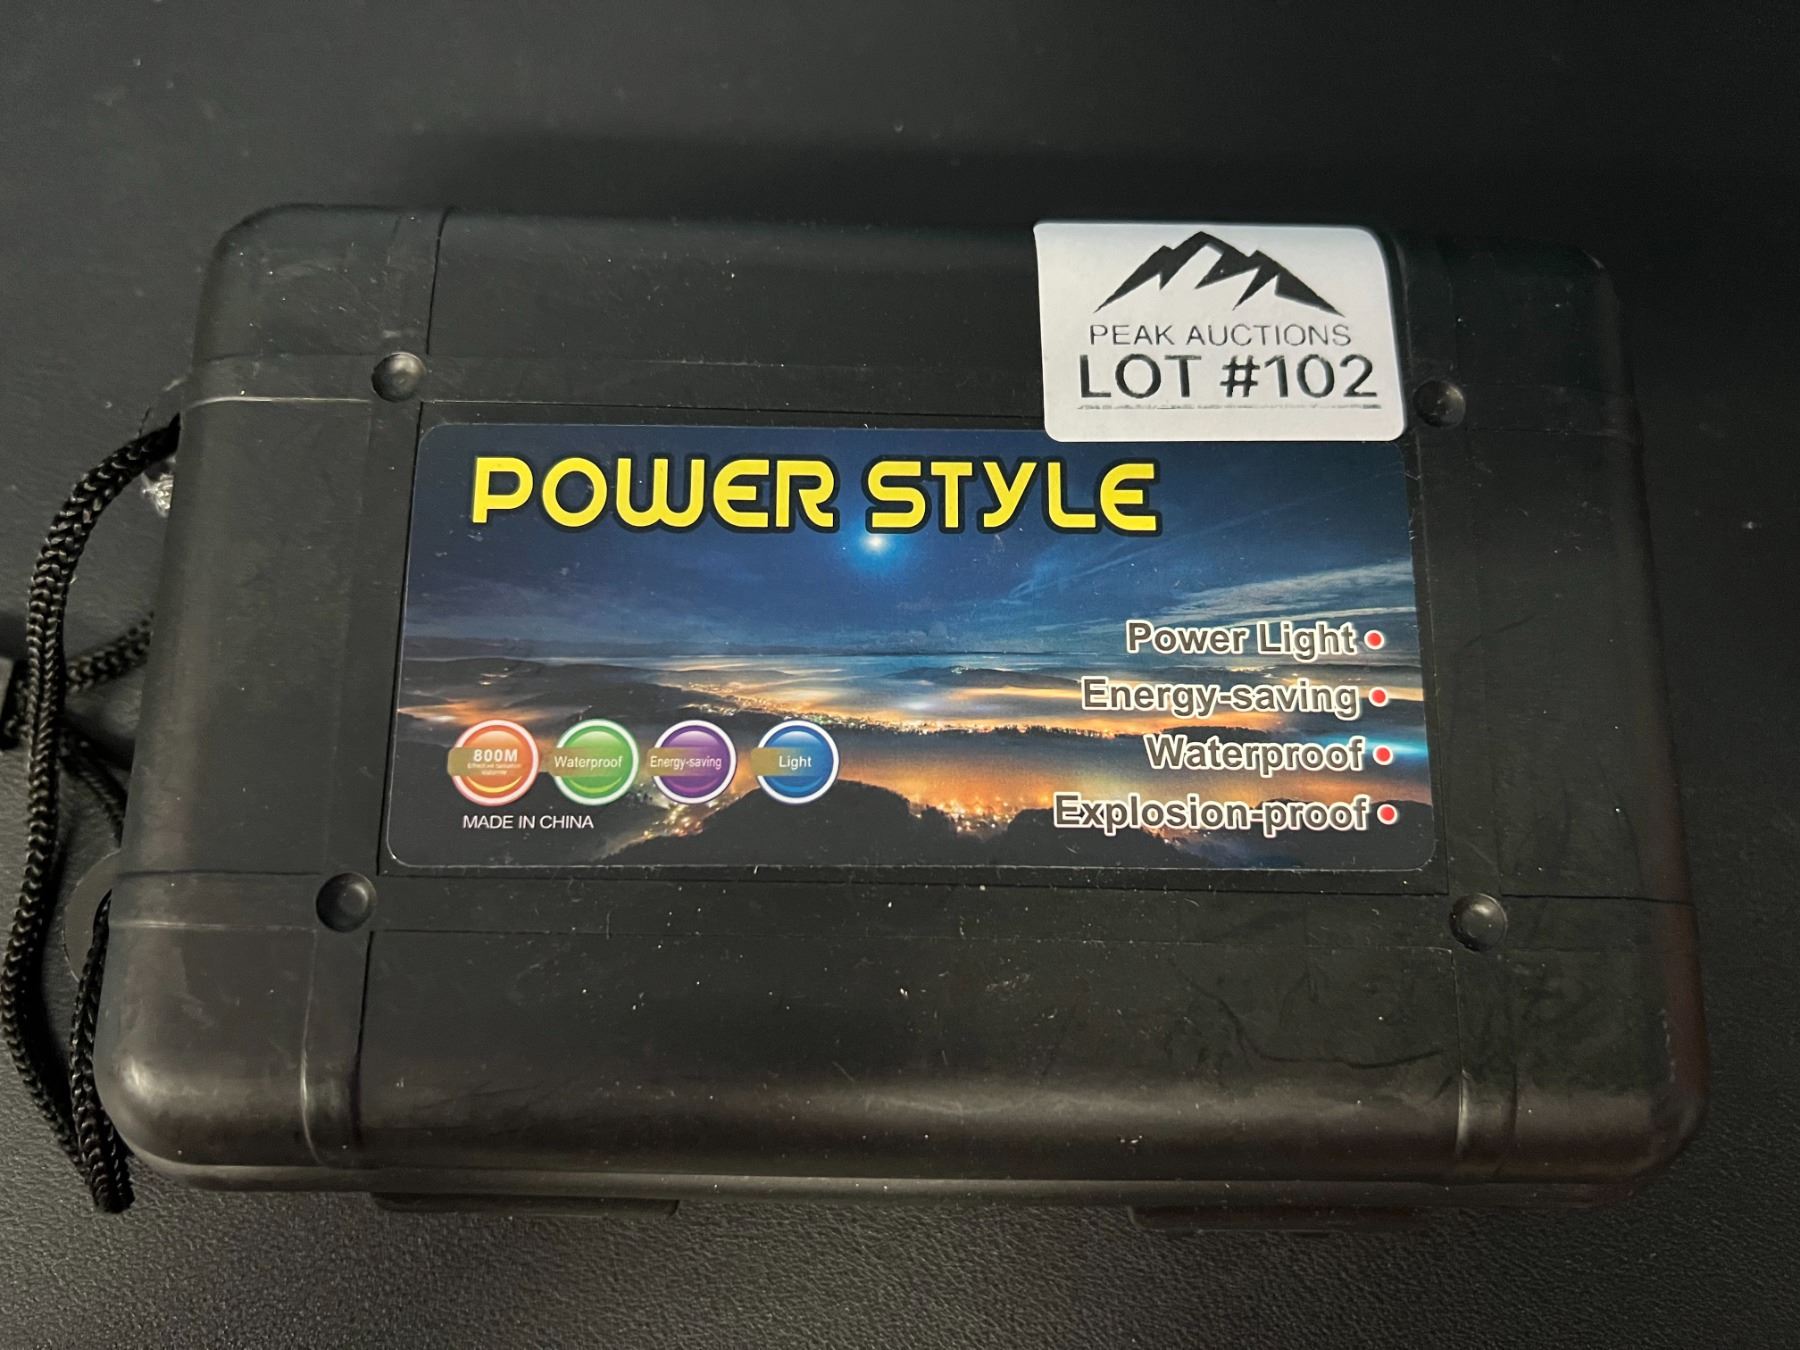 PEAK AUCTIONS
LOT #102
POWER STYLE
Power Light
Energy-saving
Waterproof
Explosion-proof
800M
Waterproof
Energy-saving
Light
MADE IN CHINA